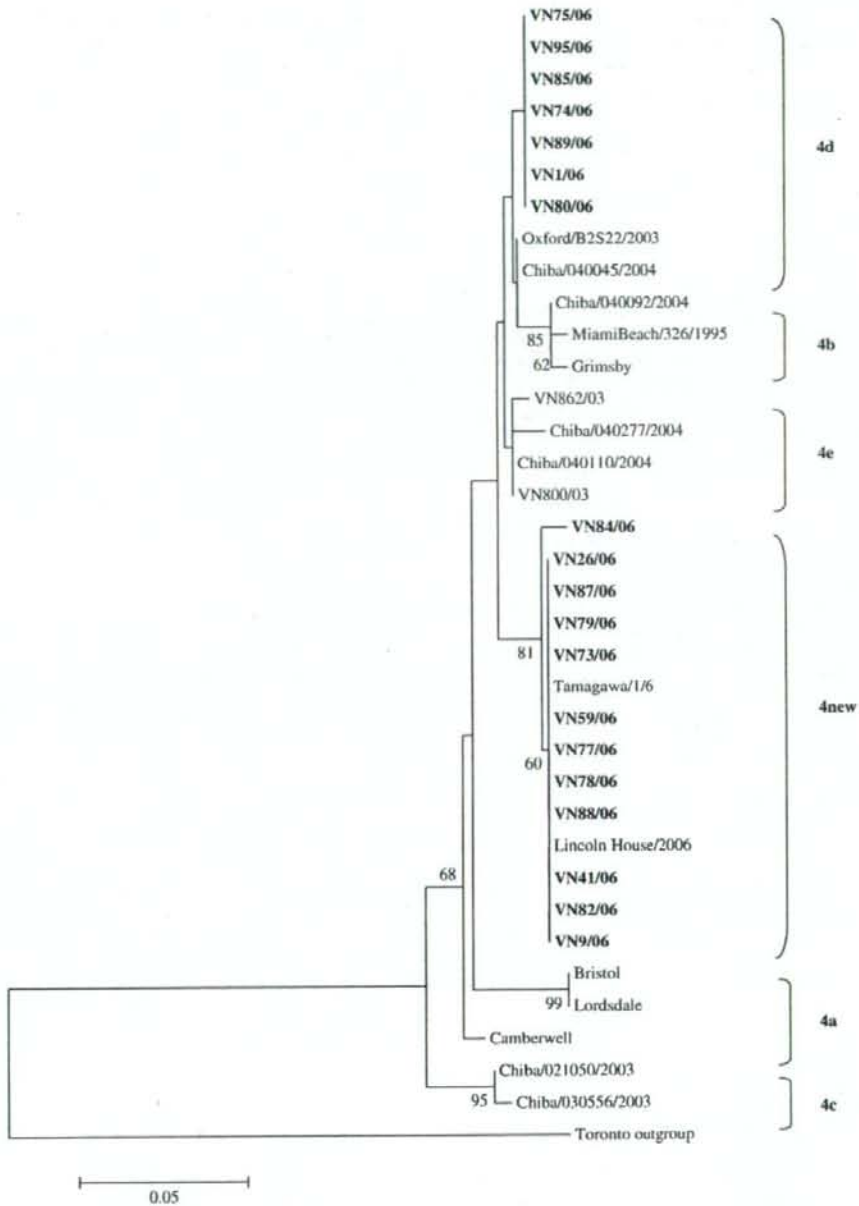 VN75/06
VN95/06
VN85/06
VN74/06
VN89/06
VN1/06
VN80/06
4d
Oxford/B2S22/2003
Chiba/040045/2004
Chiba/040092/2004
85
MiamiBeach/326/1995
4b
62
Grimsby
VN862/03
Chiba/040277/2004
4e
Chiba/040110/2004
VN800/03
VN84/06
VN26/06
VN87/06
VN79/06
81
VN73/06
Tamagawa/1/6
4new
VN59/06
VN77/06
60
VN78/06
VN88/06
Lincoln House/2006
68
VN41/06
VN82/06
VN9/06
Bristol
99
Lordsdale
4a
Camberwell
Chiba/021050/2003
95
Chiba/030556/2003
4c
Toronto outgroup
0.05